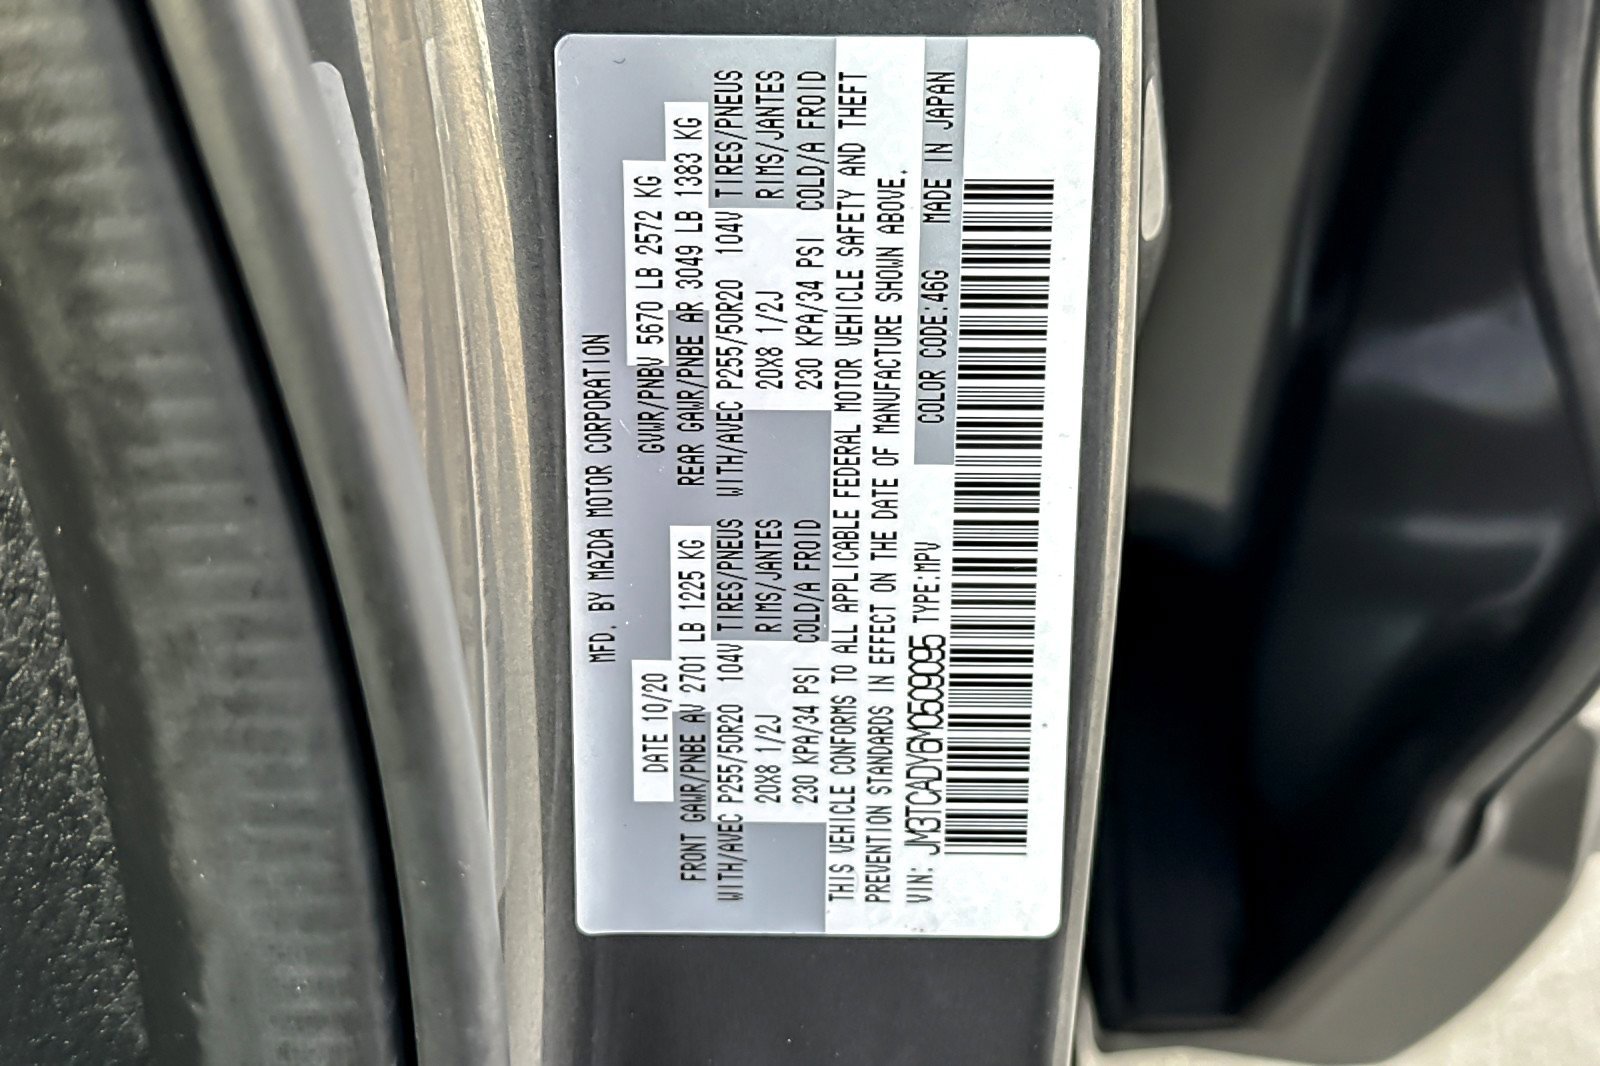 MFD. BY MAZDA MOTOR CORPORATION
DATE 10/20 GVWR/PNBV 5670 LB 2572 KG
FRONT GAWR/PNBE AV 2701 LB 1225 KG REAR GAWR/PNBE AR 3049 LB 1383 KG
WITH/AVEC P255/50R20 104V TIRES/PNEUS WITH/AVEC P255/50R20 104V TIRES/PNEUS
20X8 1/2J RIMS/JANTES 20X8 1/2J RIMS/JANTES
230 KPA/34 PSI COLD/A FROID 230 KPA/34 PSI COLD/A FROID
THIS VEHICLE CONFORMS TO ALL APPLICABLE FEDERAL MOTOR VEHICLE SAFETY AND THEFT
PREVENTION STANDARDS IN EFFECT ON THE DATE OF MANUFACTURE SHOWN ABOVE.
VIN: JM3TCADY6M0509095 TYPE:MPV COLOR CODE:46G MADE IN JAPAN